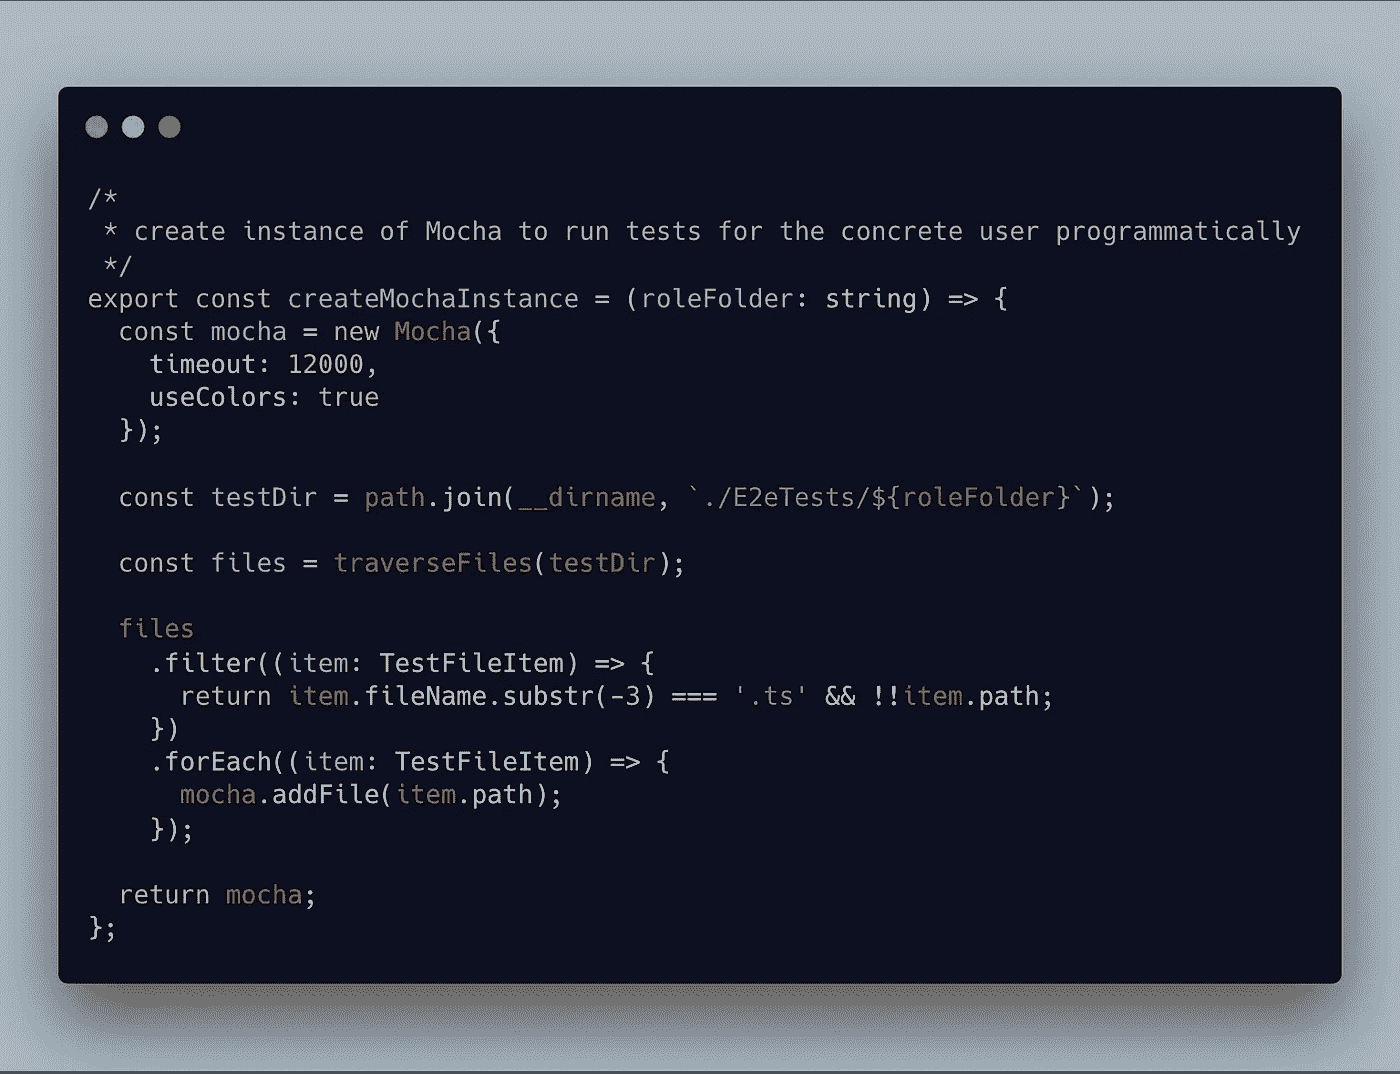 /*
 * create instance of Mocha to run tests for the concrete user programmatically
 */
export const createMochaInstance = (roleFolder: string) => {
  const mocha = new Mocha({
    timeout: 12000,
    useColors: true
  });

  const testDir = path.join(__dirname, `./E2eTests/${roleFolder}`);

  const files = traverseFiles(testDir);

  files
    .filter((item: TestFileItem) => {
      return item.fileName.substr(-3) === '.ts' && !!item.path;
    })
    .forEach((item: TestFileItem) => {
      mocha.addFile(item.path);
    });

  return mocha;
};